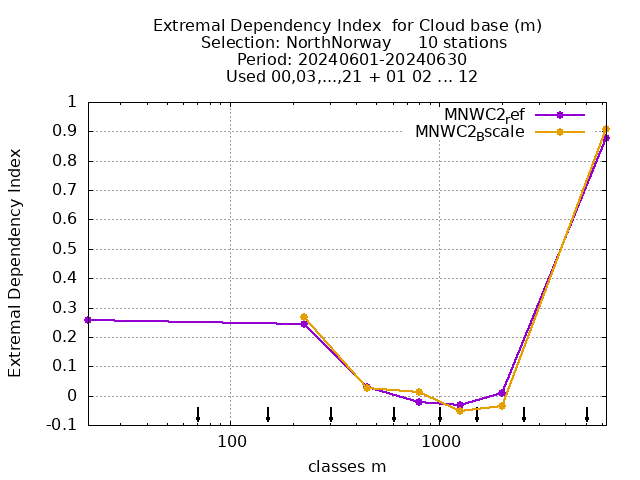 Extremal Dependency Index  for Cloud base (m)
Selection: NorthNorway     10 stations
Period: 20240601-20240630
Used 00,03,...,21 + 01 02 ... 12
MNWC2ref
MNWC2Bscale
1
0.9
0.8
0.7
0.6
0.5
0.4
0.3
0.2
0.1
0
-0.1
Extremal Dependency Index
100 1000
classes m